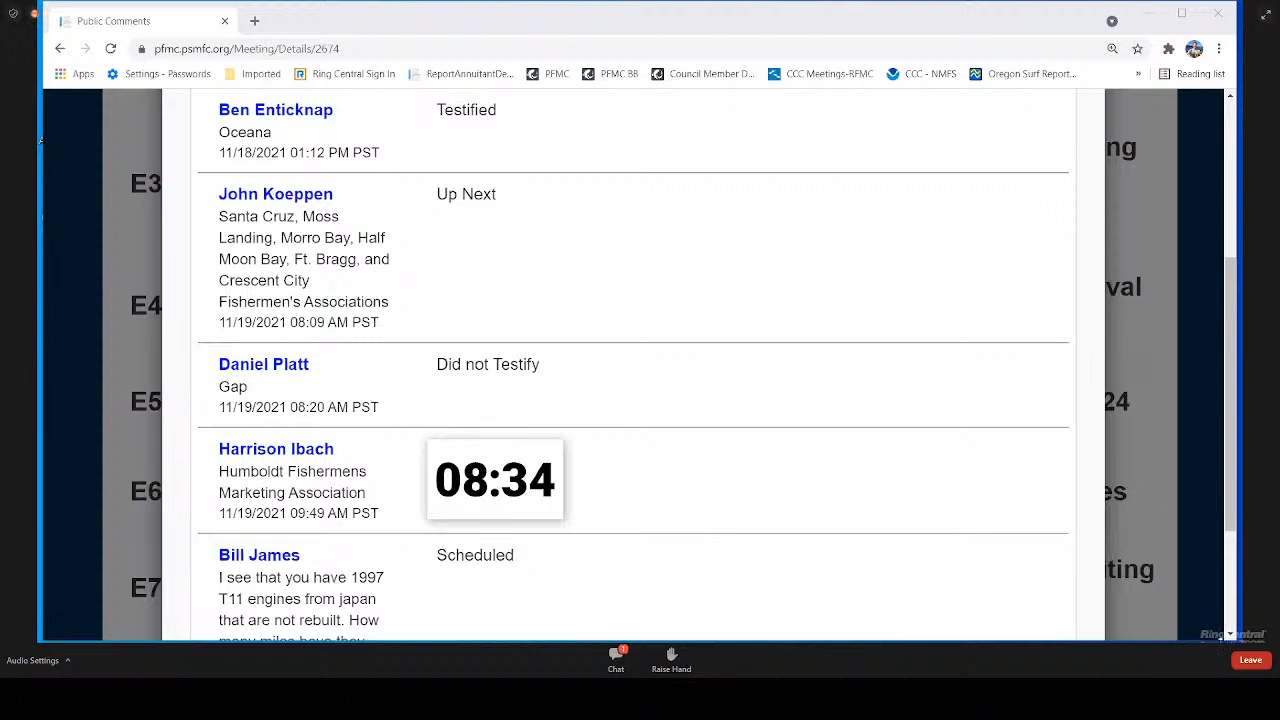 Public Comments
pfmc.psmfc.org/Meeting/Details/2674
Apps
Settings - Passwords
Imported
Ring Central Sign In
ReportAnnuitantDe...
PFMC
PFMC BB
Council Member D...
CCC Meetings-RFMC
CCC - NMFS
Oregon Surf Report...
»
Reading list
Ben Enticknap
Testified
Oceana
11/18/2021 01:12 PM PST
ng
E3
John Koeppen
Up Next
Santa Cruz, Moss
Landing, Morro Bay, Half
Moon Bay, Ft. Bragg, and
Crescent City
Fishermen's Associations
11/19/2021 08:09 AM PST
E4
val
Daniel Platt
Did not Testify
Gap
11/19/2021 08:20 AM PST
E5
24
Harrison Ibach
Humboldt Fishermens
Marketing Association
11/19/2021 09:49 AM PST
08:34
E6
es
Bill James
Scheduled
I see that you have 1997
T11 engines from japan
that are not rebuilt. How
many miles have they
E7
ting
RingCentral
Audio Settings
1
Chat
Raise Hand
Leave